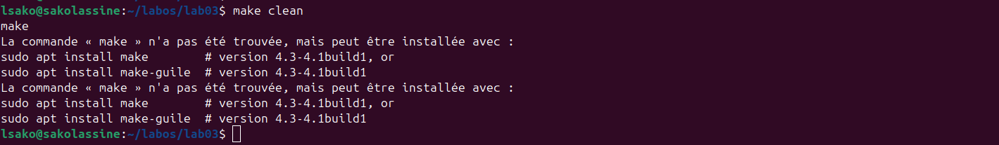 lsako@sakolassine:~/labos/lab03$ make clean
make
La commande « make » n'a pas été trouvée, mais peut être installée avec :
sudo apt install make        # version 4.3-4.1build1, or
sudo apt install make-guile  # version 4.3-4.1build1
La commande « make » n'a pas été trouvée, mais peut être installée avec :
sudo apt install make        # version 4.3-4.1build1, or
sudo apt install make-guile  # version 4.3-4.1build1
lsako@sakolassine:~/labos/lab03$